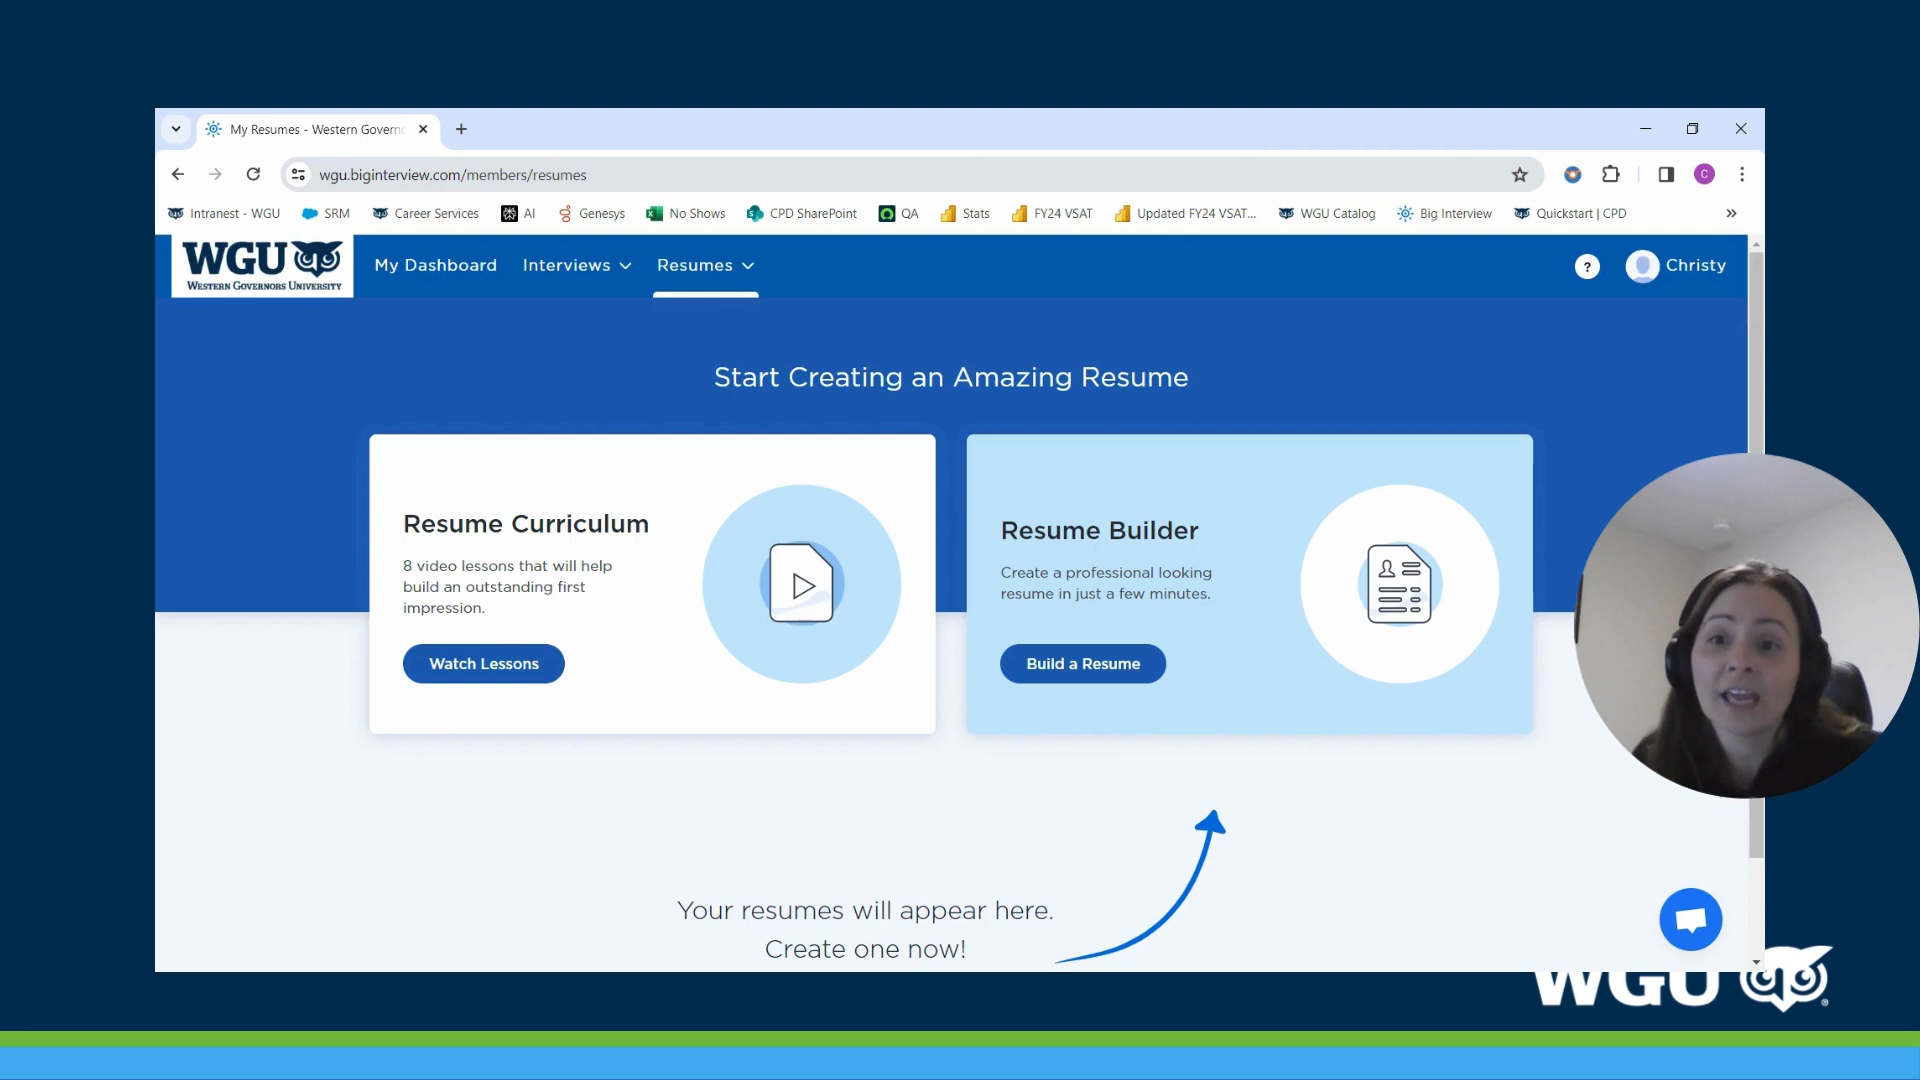 My Resumes - Western Govern
wgu.biginterview.com/members/resumes
C
Intranest - WGU
SRM
Career Services
AI
Genesys
No Shows
CPD SharePoint
QA
Stats
FY24 VSAT
Updated FY24 VSAT...
WGU Catalog
Big Interview
Quickstart | CPD
WGU
WESTERN GOVERNORS UNIVERSITY
My Dashboard
Interviews
Resumes
?
Christy
Start Creating an Amazing Resume
Resume Curriculum
8 video lessons that will help
build an outstanding first
impression.
Watch Lessons
Resume Builder
Create a professional looking
resume in just a few minutes.
Build a Resume
Your resumes will appear here.
Create one now!
WGU